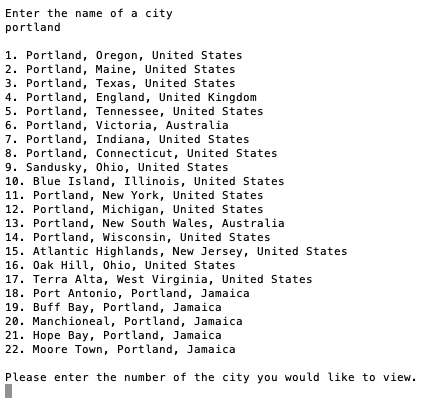 Enter the name of a city
portland
1. Portland, Oregon, United States
2. Portland, Maine, United States
3. Portland, Texas, United States
4. Portland, England, United Kingdom
5. Portland, Tennessee, United States
6. Portland, Victoria, Australia
7. Portland, Indiana, United States
8. Portland, Connecticut, United States
9. Sandusky, Ohio, United States
10. Blue Island, Illinois, United States
11. Portland, New York, United States
12. Portland, Michigan, United States
13. Portland, New South Wales, Australia
14. Portland, Wisconsin, United States
15. Atlantic Highlands, New Jersey, United States
16. Oak Hill, Ohio, United States
17. Terra Alta, West Virginia, United States
18. Port Antonio, Portland, Jamaica
19. Buff Bay, Portland, Jamaica
20. Manchioneal, Portland, Jamaica
21. Hope Bay, Portland, Jamaica
22. Moore Town, Portland, Jamaica
Please enter the number of the city you would like to view.